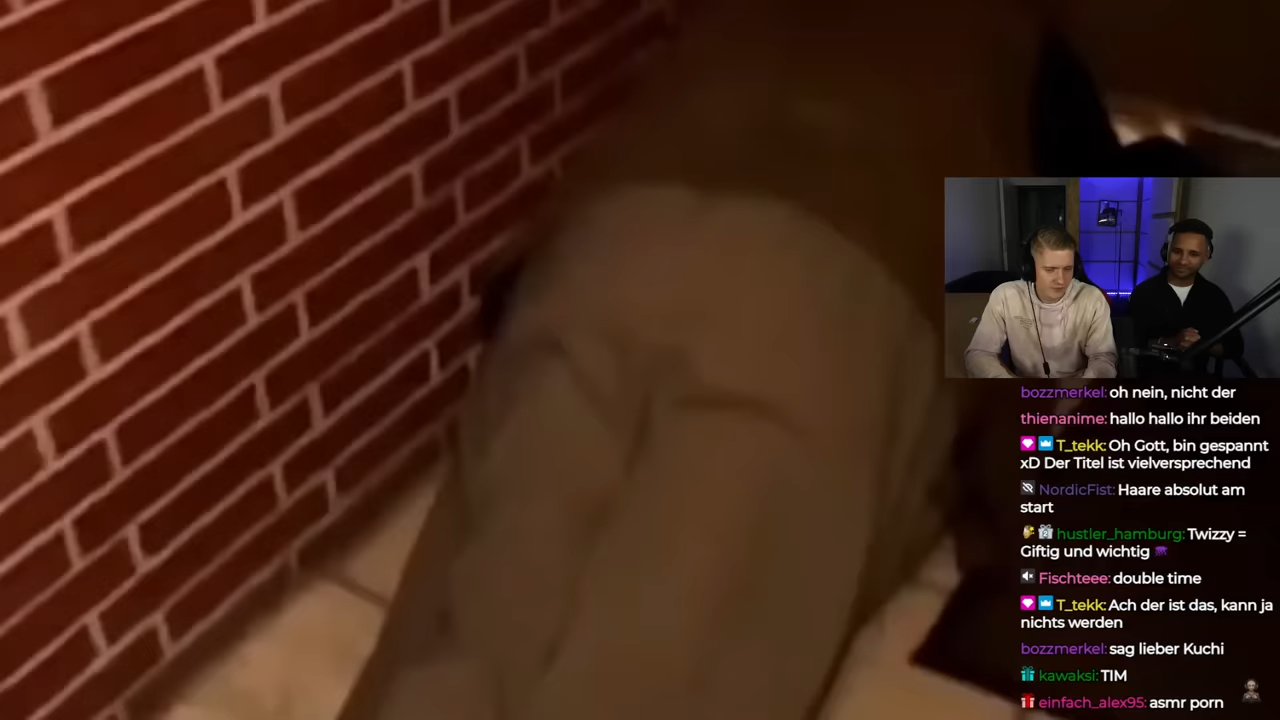 bozzmerkel: oh nein, nicht der
thienanime: hallo hallo ihr beiden
T_tekk: Oh Gott, bin gespannt
xD Der Titel ist vielversprechend
NordicFist: Haare absolut am
start
hustler_hamburg: Twizzy =
Giftig und wichtig
Fischteee: double time
T_tekk: Ach der ist das, kann ja
nichts werden
bozzmerkel: sag lieber Kuchi
kawaksi: TIM
einfach_alex95: asmr porn